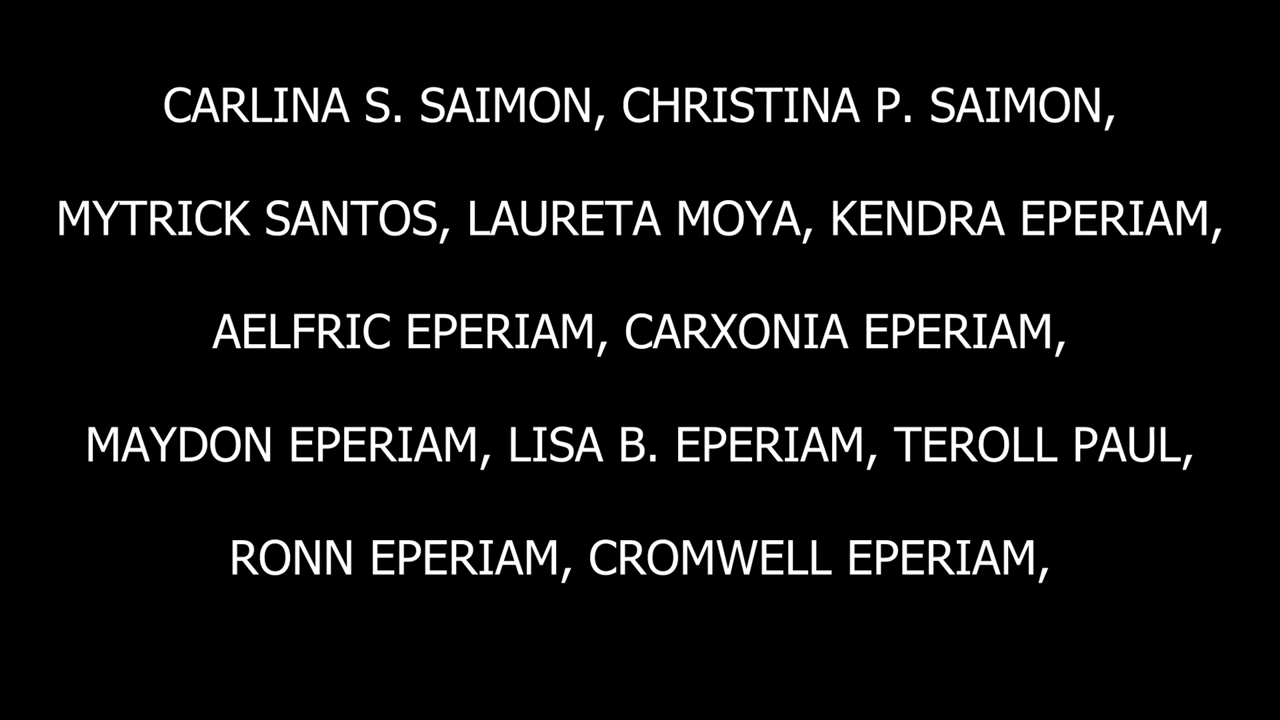 CARLINA S. SAIMON, CHRISTINA P. SAIMON,
MYTRICK SANTOS, LAURETA MOYA, KENDRA EPERIAM,
AELFRIC EPERIAM, CARXONIA EPERIAM,
MAYDON EPERIAM, LISA B. EPERIAM, TEROLL PAUL,
RONN EPERIAM, CROMWELL EPERIAM,